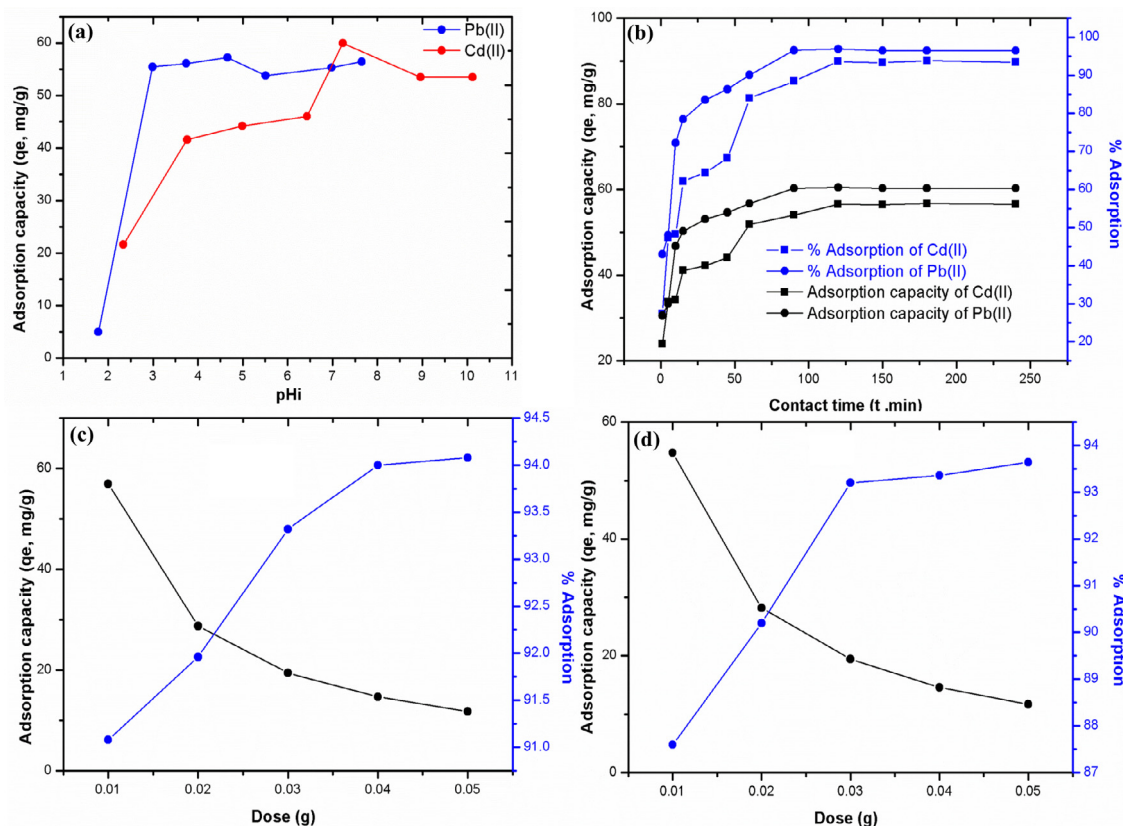 (a)
Pb(II)
Cd(II)
Adsorption capacity (qe, mg/g)
60
50
40
30
20
10
0
1 2 3 4 5 6 7 8 9 10 11
pHi
(b)
Adsorption capacity (qe, mg/g)
100
80
60
40
20
% Adsorption of Cd(II)
% Adsorption of Pb(II)
Adsorption capacity of Cd(II)
Adsorption capacity of Pb(II)
100
90
80
70
60
50
40
30
20
% Adsorption
0 50 100 150 200 250
Contact time (t ,min)
(c)
Adsorption capacity (qe, mg/g)
60
40
20
0
94.5
94.0
93.5
93.0
92.5
92.0
91.5
91.0
% Adsorption
0.01 0.02 0.03 0.04 0.05
Dose (g)
(d)
Adsorption capacity (qe, mg/g)
60
40
20
0
94
93
92
91
90
89
88
87
% Adsorption
0.01 0.02 0.03 0.04 0.05
Dose (g)